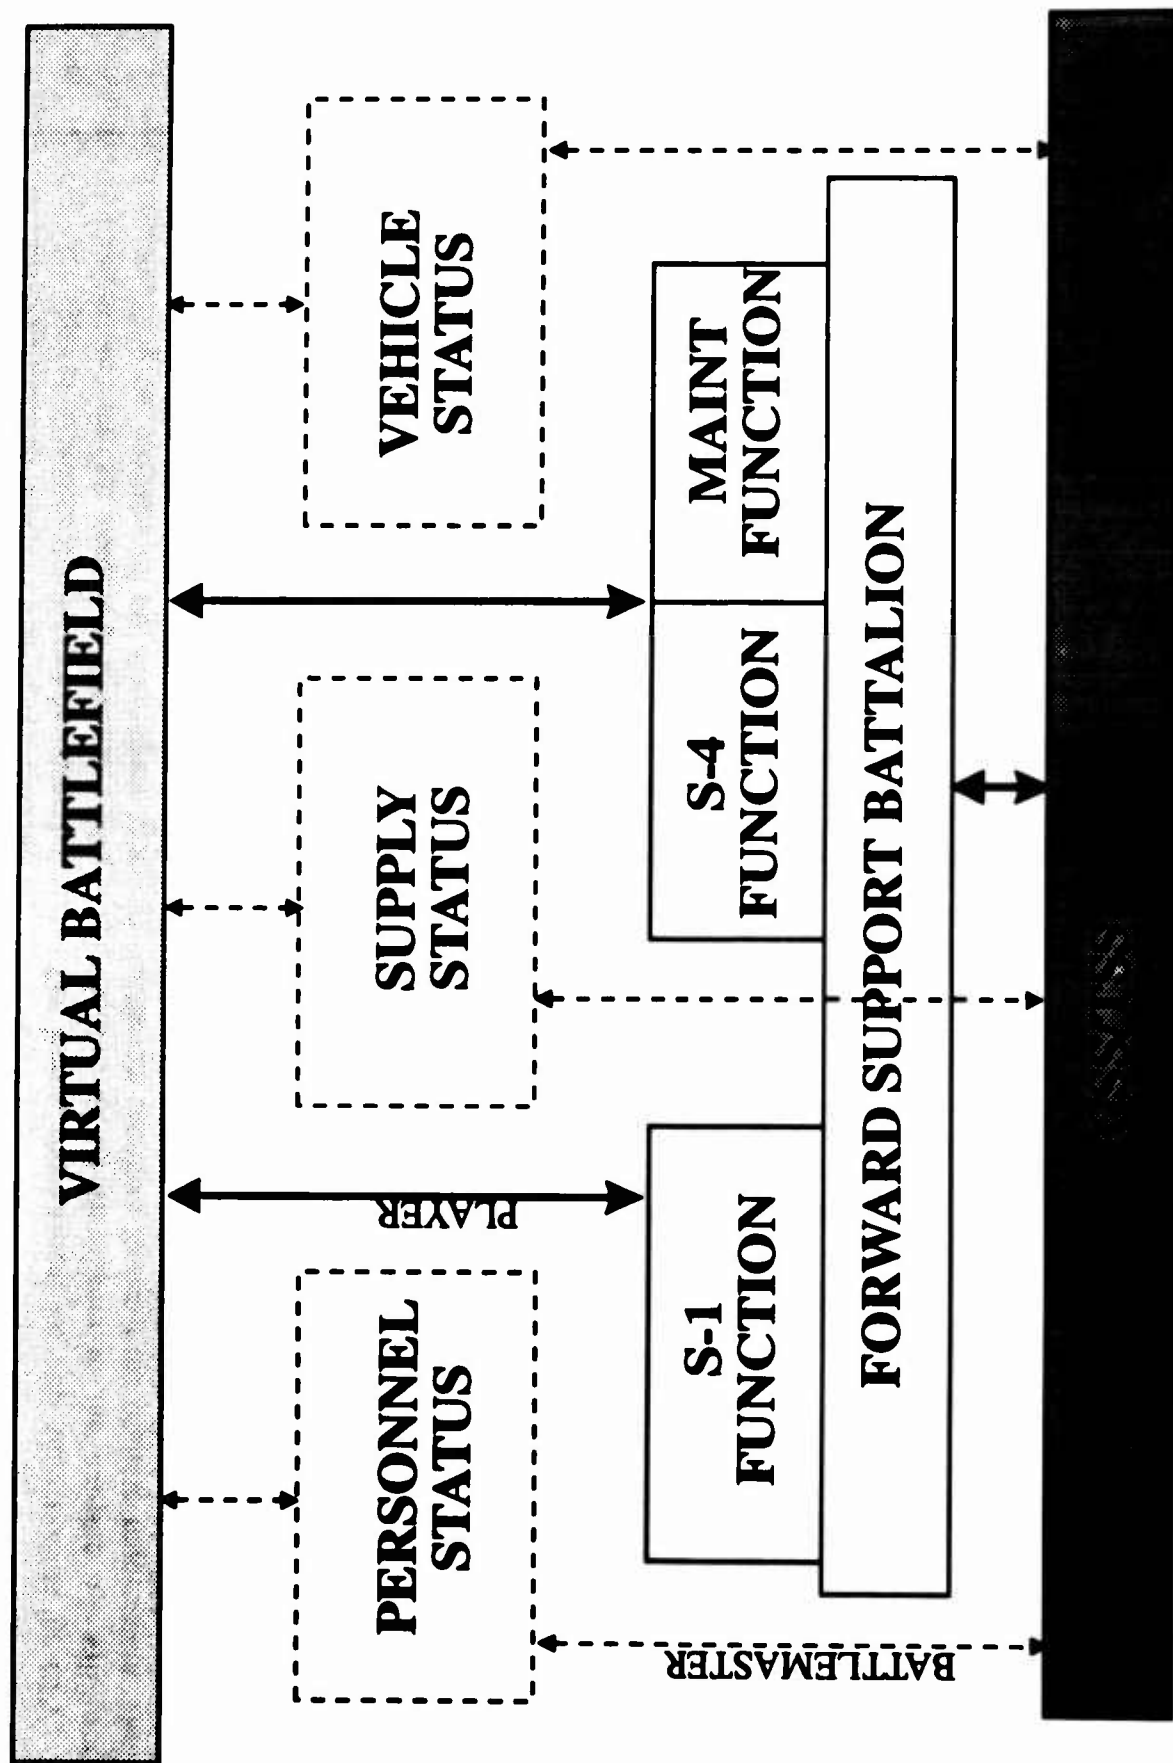 VIRTUAL BATTLEFIELD
PERSONNEL
STATUS
SUPPLY
STATUS
VEHICLE
STATUS
PLAYER
BATTLEMASTER
S-1
FUNCTION
S-4
FUNCTION
MAINT
FUNCTION
FORWARD SUPPORT BATTALION